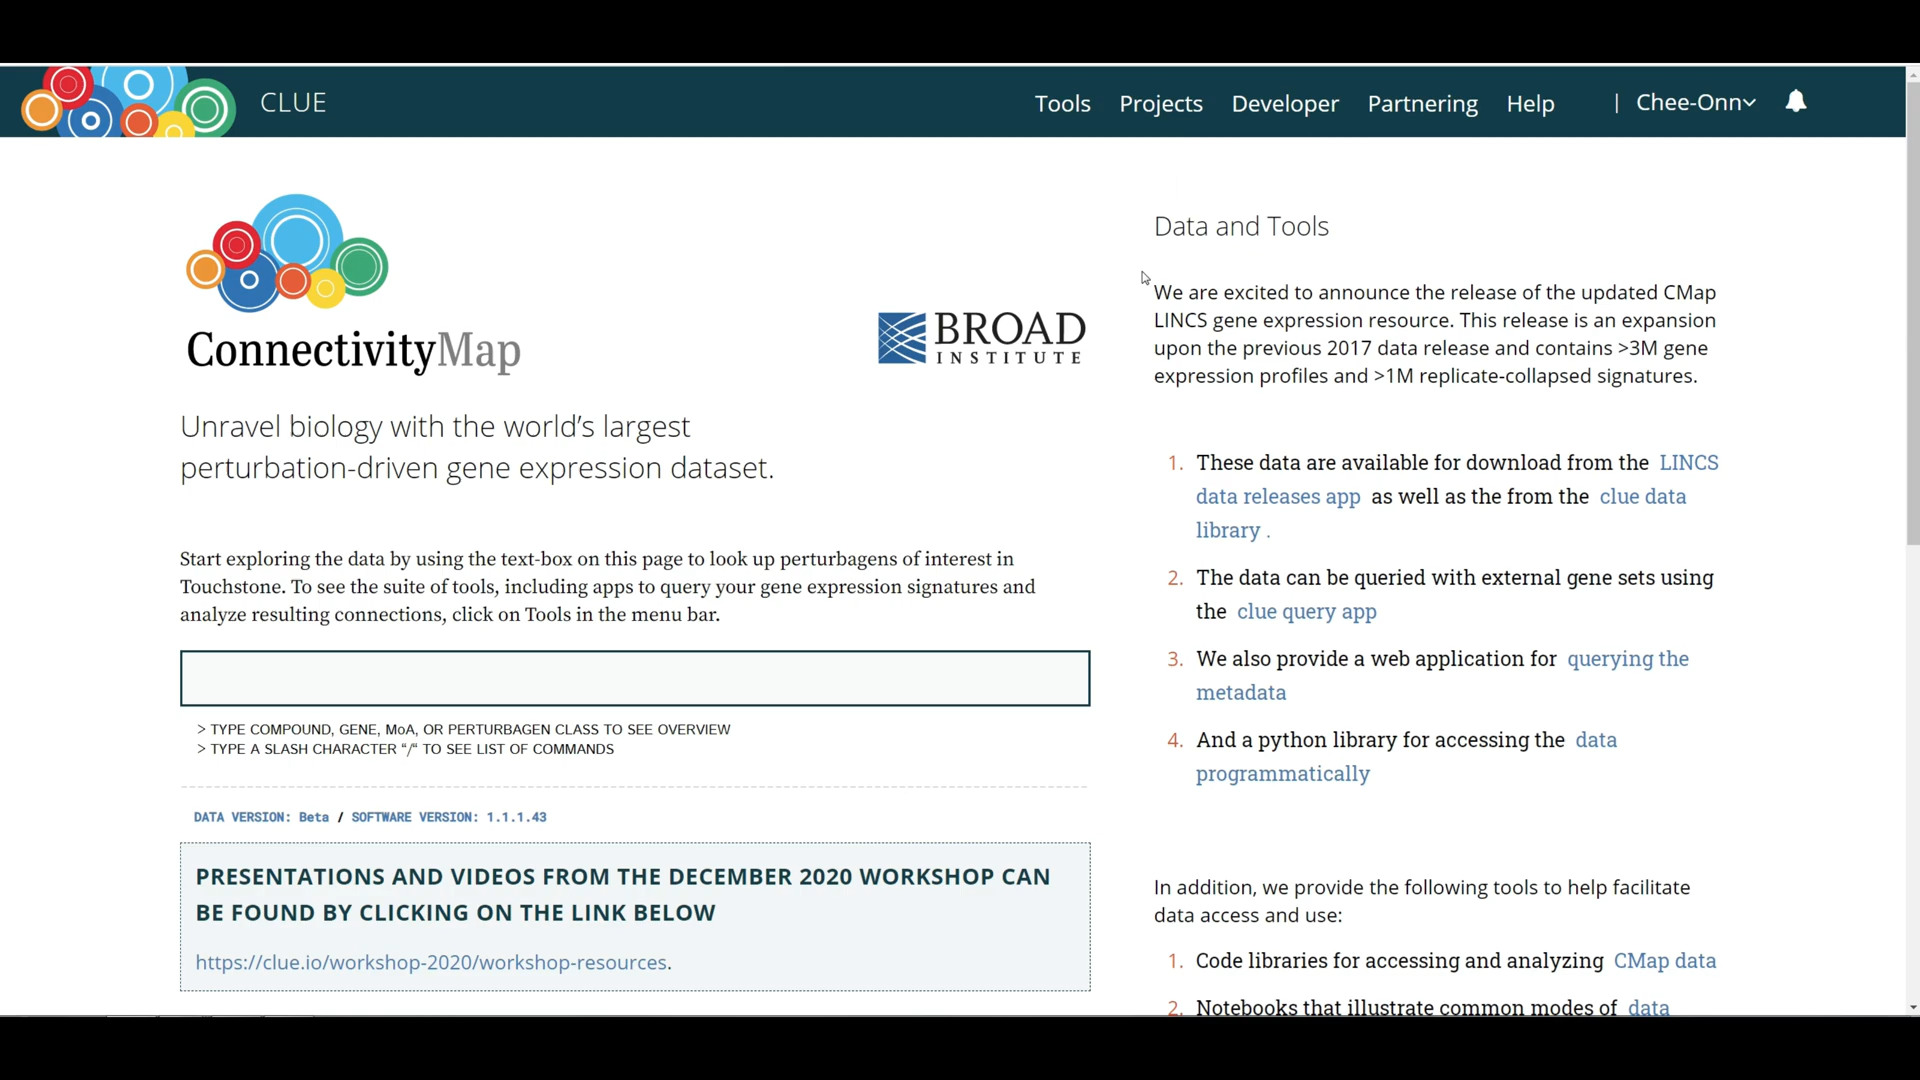 CLUE
Tools Projects Developer Partnering Help | Chee-Onn
ConnectivityMap
BROAD
INSTITUTE
Unravel biology with the world’s largest
perturbation-driven gene expression dataset.
Start exploring the data by using the text-box on this page to look up perturbagens of interest in
Touchstone. To see the suite of tools, including apps to query your gene expression signatures and
analyze resulting connections, click on Tools in the menu bar.
> TYPE COMPOUND, GENE, MoA, OR PERTURBAGEN CLASS TO SEE OVERVIEW
> TYPE A SLASH CHARACTER “/“ TO SEE LIST OF COMMANDS
DATA VERSION: Beta / SOFTWARE VERSION: 1.1.1.43
PRESENTATIONS AND VIDEOS FROM THE DECEMBER 2020 WORKSHOP CAN
BE FOUND BY CLICKING ON THE LINK BELOW
https://clue.io/workshop-2020/workshop-resources.
Data and Tools
We are excited to announce the release of the updated CMap
LINCS gene expression resource. This release is an expansion
upon the previous 2017 data release and contains >3M gene
expression profiles and >1M replicate-collapsed signatures.
1. These data are available for download from the LINCS
data releases app as well as the from the clue data
library .
2. The data can be queried with external gene sets using
the clue query app
3. We also provide a web application for querying the
metadata
4. And a python library for accessing the data
programmatically
In addition, we provide the following tools to help facilitate
data access and use:
1. Code libraries for accessing and analyzing CMap data
2. Notebooks that illustrate common modes of data